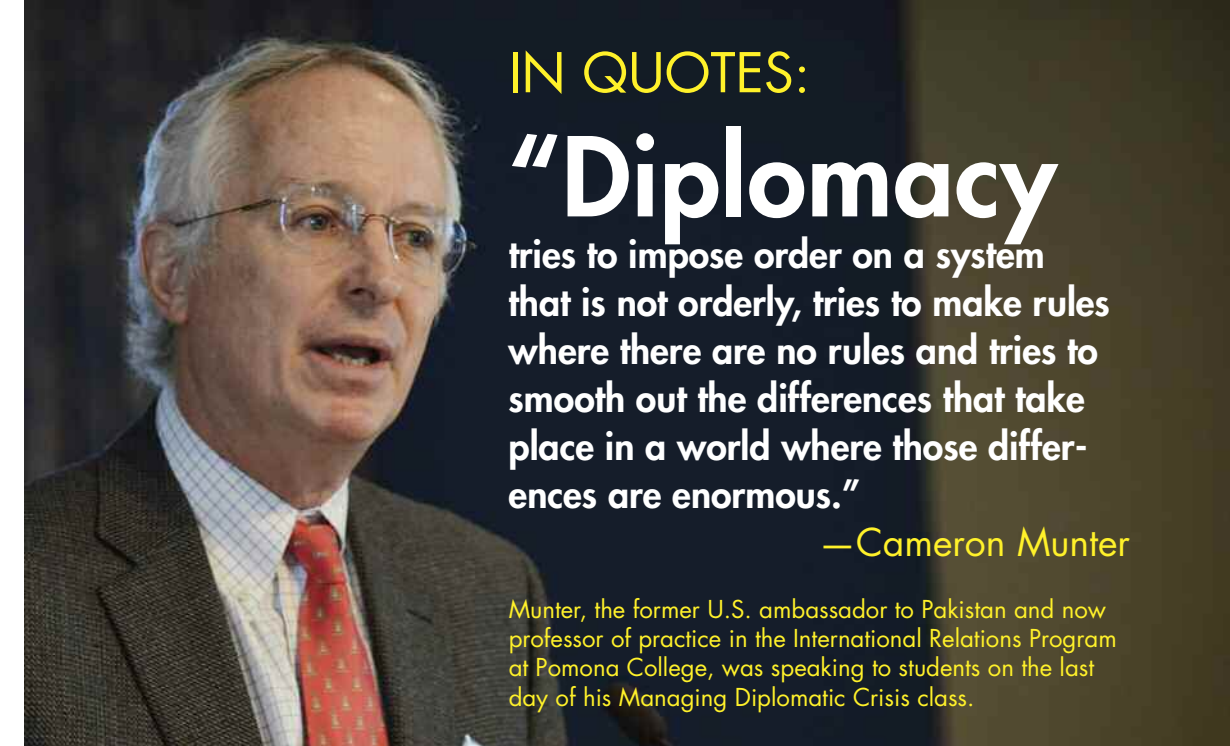 IN QUOTES:
“Diplomacy
tries to impose order on a system
that is not orderly, tries to make rules
where there are no rules and tries to
smooth out the differences that take
place in a world where those differ-
ences are enormous.”
—Cameron Munter
Munter, the former U.S. ambassador to Pakistan and now
professor of practice in the International Relations Program
at Pomona College, was speaking to students on the last
day of his Managing Diplomatic Crisis class.